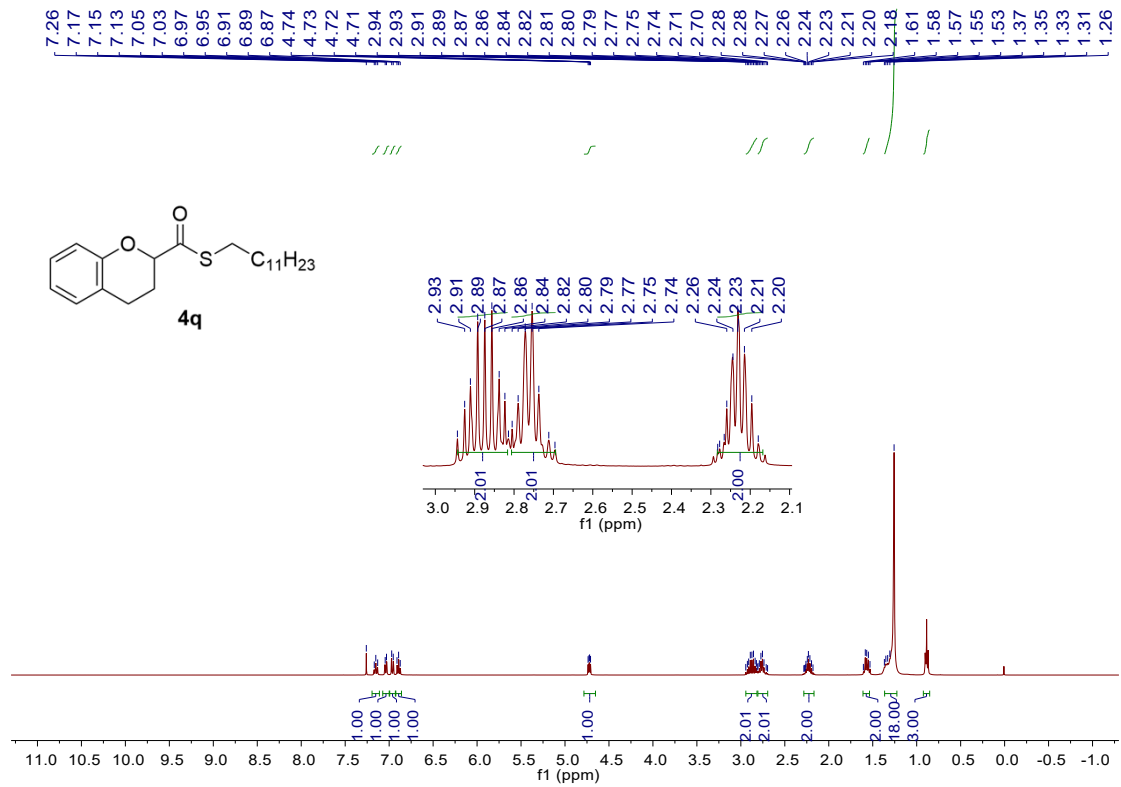 7.26 7.17 7.15 7.13 7.05 7.03 6.97 6.95 6.91 6.89 6.87 4.74 4.73 4.72 4.71 2.94 2.93 2.91 2.89 2.87 2.86 2.84 2.82 2.81 2.80 2.79 2.77 2.75 2.74 2.71 2.70 2.28 2.28 2.27 2.26 2.24 2.23 2.21 2.20 2.18 1.61 1.58 1.57 1.55 1.53 1.37 1.35 1.33 1.31 1.26
O
O
S
C11H23
4q
2.93 2.91 2.89 2.87 2.86 2.84 2.82 2.80 2.79 2.77 2.75 2.74 2.26 2.24 2.23 2.21 2.20
2.01 2.01 2.00
3.0 2.9 2.8 2.7 2.6 2.5 2.4 2.3 2.2 2.1
f1 (ppm)
1.00 1.00 1.00 1.00 1.00 2.01 2.01 2.00 2.00 18.00 3.00
11.0 10.5 10.0 9.5 9.0 8.5 8.0 7.5 7.0 6.5 6.0 5.5 5.0 4.5 4.0 3.5 3.0 2.5 2.0 1.5 1.0 0.5 0.0 -0.5 -1.0
f1 (ppm)